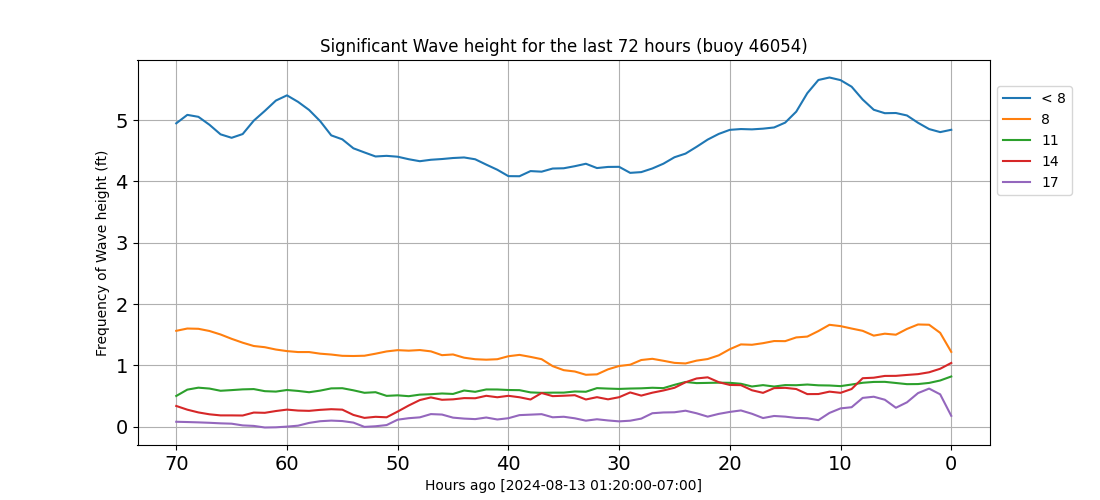 Significant Wave height for the last 72 hours (buoy 46054)
Frequency of Wave height (ft)
5
4
3
2
1
0
70 60 50 40 30 20 10 0
Hours ago [2024-08-13 01:20:00-07:00]
< 8
8
11
14
17